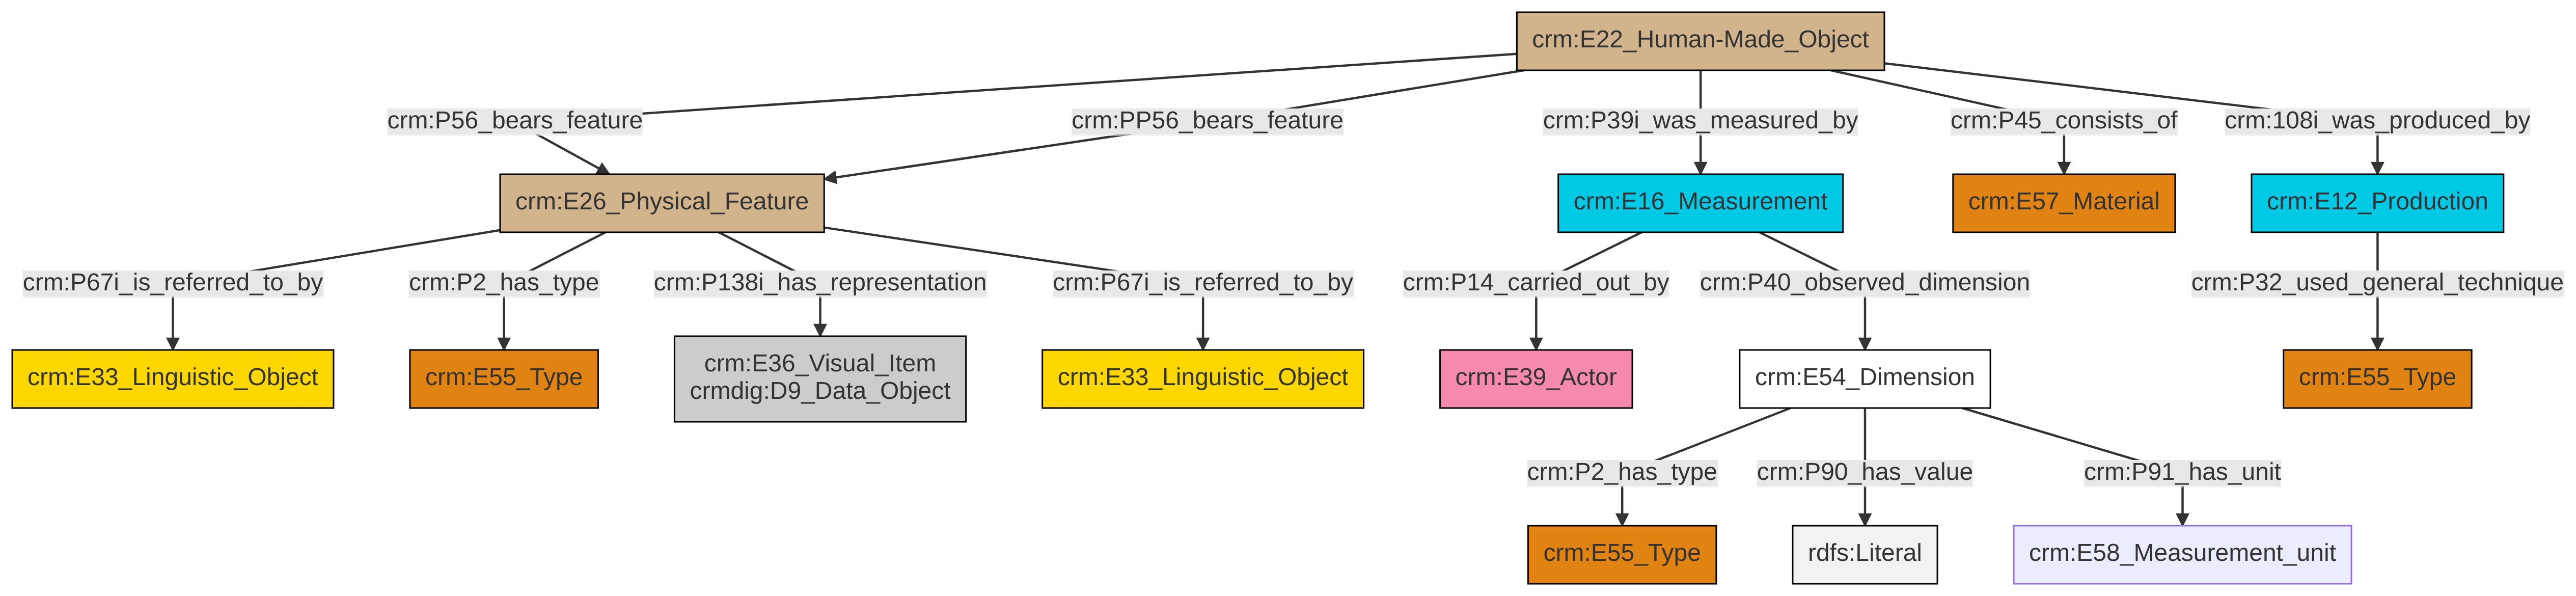 crm:E22_Human-Made_Object
crm:P56_bears_feature
crm:PP56_bears_feature
crm:P39i_was_measured_by
crm:P45_consists_of
crm:108i_was_produced_by
crm:E26_Physical_Feature
crm:E16_Measurement
crm:E57_Material
crm:E12_Production
crm:P67i_is_referred_to_by
crm:P2_has_type
crm:P138i_has_representation
crm:P67i_is_referred_to_by
crm:P14_carried_out_by
crm:P40_observed_dimension
crm:P32_used_general_technique
crm:E33_Linguistic_Object
crm:E55_Type
crm:E36_Visual_Item
crmdig:D9_Data_Object
crm:E33_Linguistic_Object
crm:E39_Actor
crm:E54_Dimension
crm:E55_Type
crm:P2_has_type
crm:P90_has_value
crm:P91_has_unit
crm:E55_Type
rdfs:Literal
crm:E58_Measurement_unit